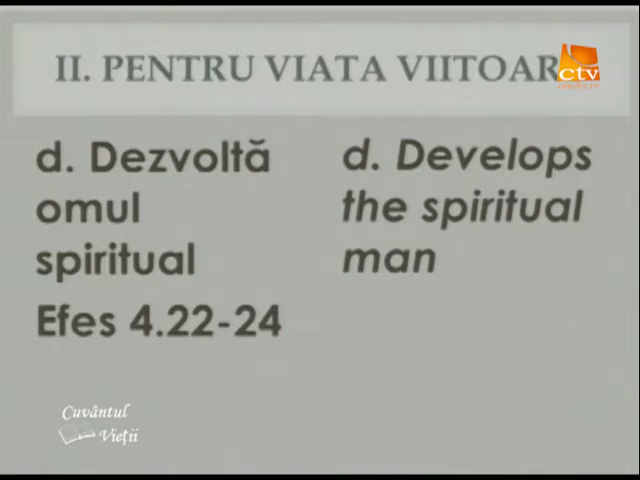 II. PENTRU VIATA VIITOAR
ctv
d. Dezvoltă
omul
spiritual
Efes 4.22-24
d. Develops
the spiritual
man
Cuvântul
Vieții